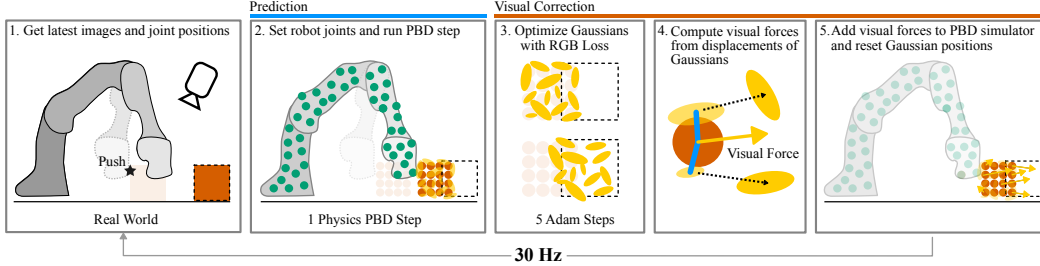 Prediction
Visual Correction
1. Get latest images and joint positions
Push
Real World
2. Set robot joints and run PBD step
1 Physics PBD Step
3. Optimize Gaussians
with RGB Loss
5 Adam Steps
4. Compute visual forces
from displacements of
Gaussians
Visual Force
5. Add visual forces to PBD simulator
and reset Gaussian positions
30 Hz